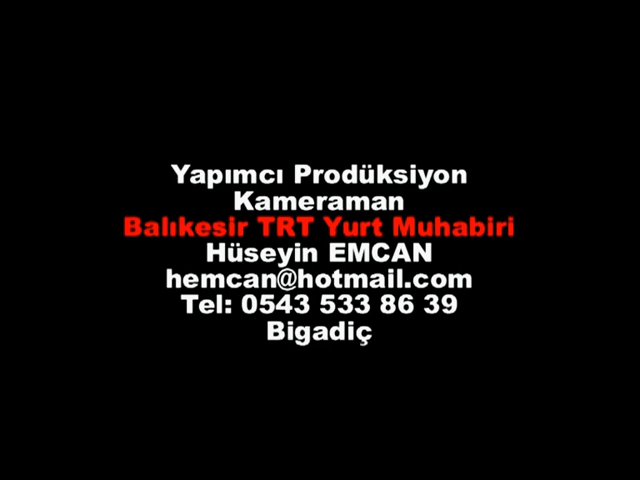 Yapımcı Prodüksiyon
Kameraman
Balıkesir TRT Yurt Muhabiri
Hüseyin EMCAN
hemcan@hotmail.com
Tel: 0543 533 86 39
Bigadiç